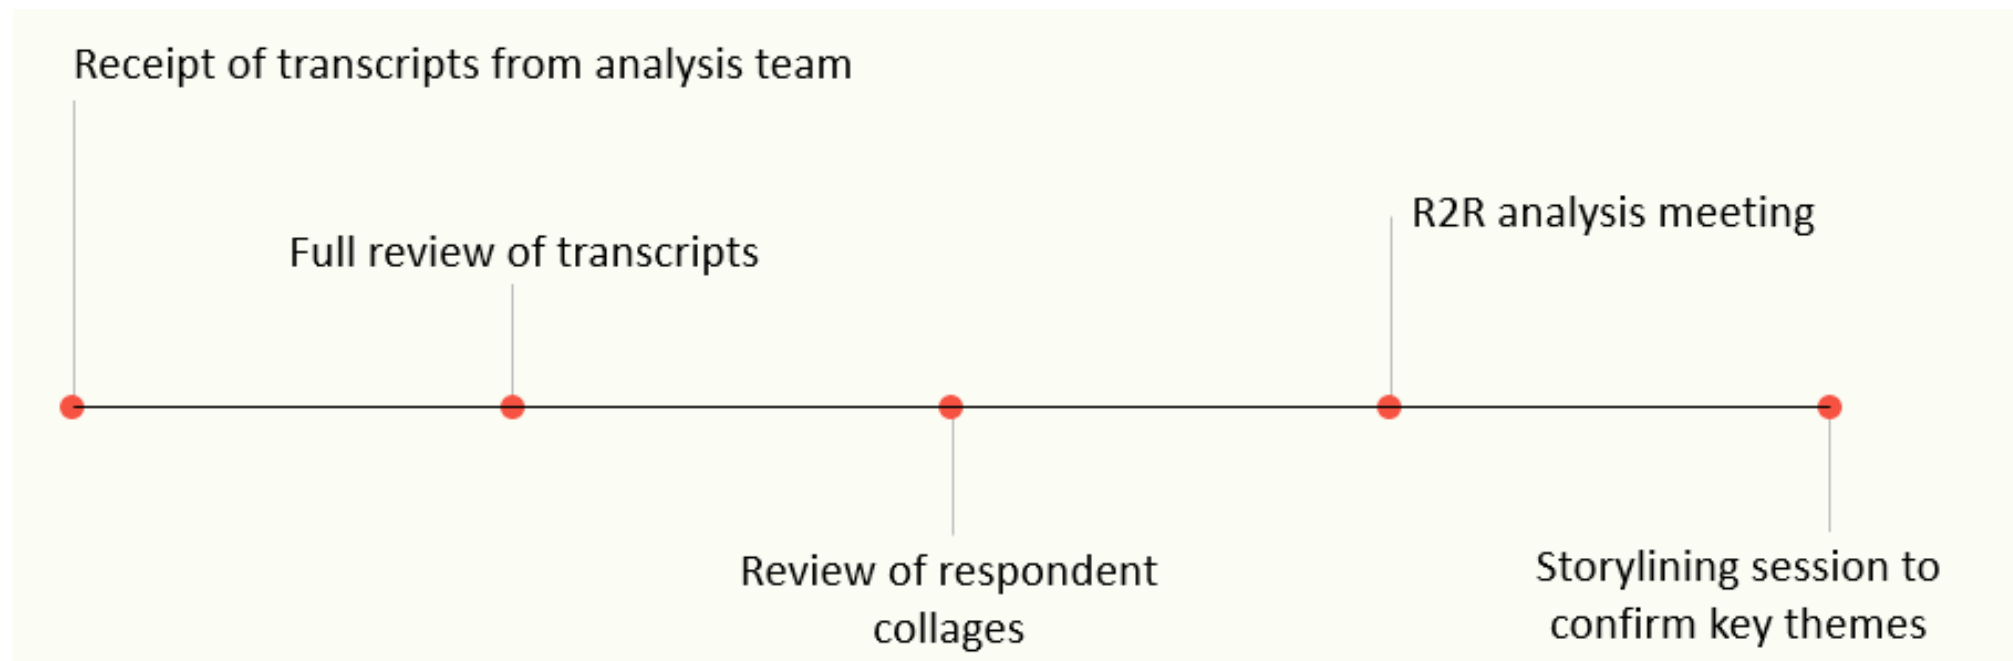 Receipt of transcripts from analysis team
Full review of transcripts
Review of respondent
collages
R2R analysis meeting
Storylining session to
confirm key themes